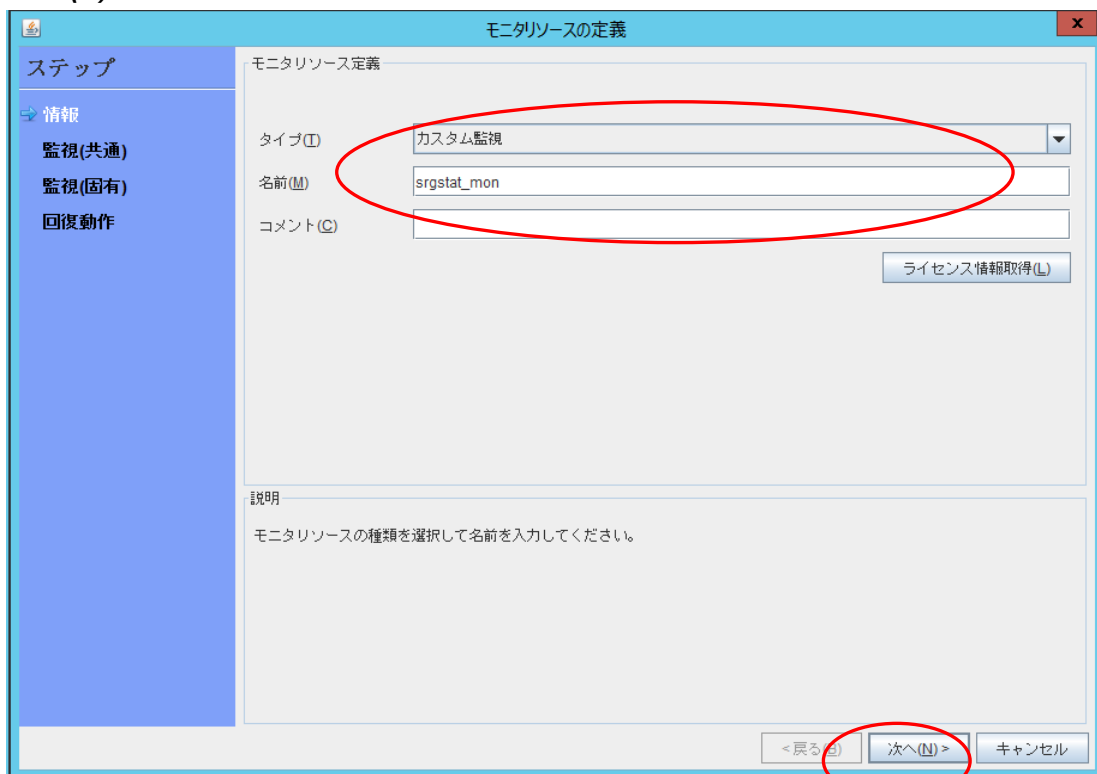 モニタリソースの定義
x
ステップ
情報
監視(共通)
監視(固有)
回復動作
モニタリソース定義
タイプ(T)
カスタム監視
名前(M)
srgstat_mon
コメント(C)
ライセンス情報取得(L)
説明
モニタリソースの種類を選択して名前を入力してください。
<戻る(B)
次へ(N)>
キャンセル